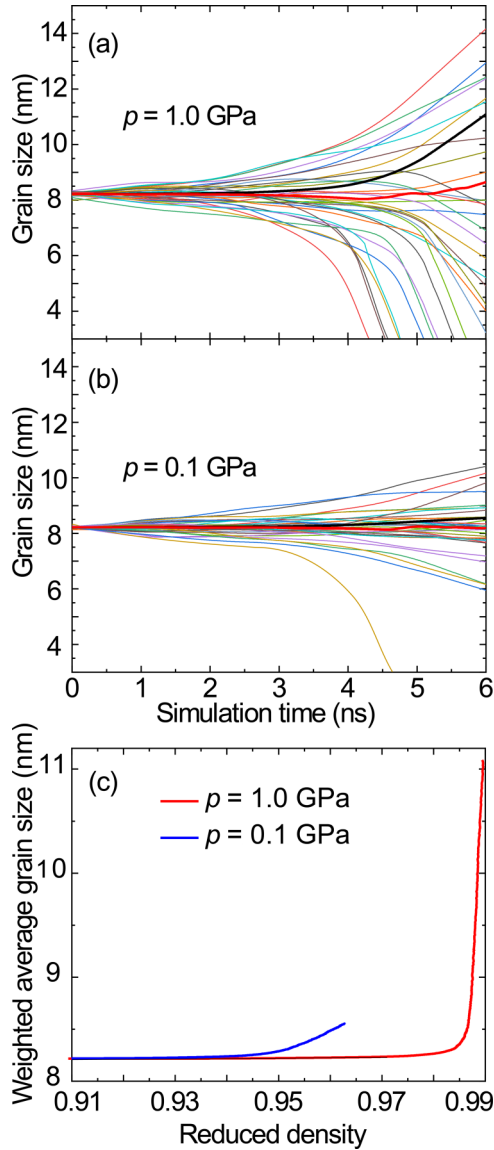 (a)
p = 1.0 GPa
Grain size (nm)
14
12
10
8
6
4
(b)
p = 0.1 GPa
Grain size (nm)
14
12
10
8
6
4
0 1 2 3 4 5 6
Simulation time (ns)
(c)
p = 1.0 GPa
p = 0.1 GPa
Weighted average grain size (nm)
11
10
9
8
0.91 0.93 0.95 0.97 0.99
Reduced density